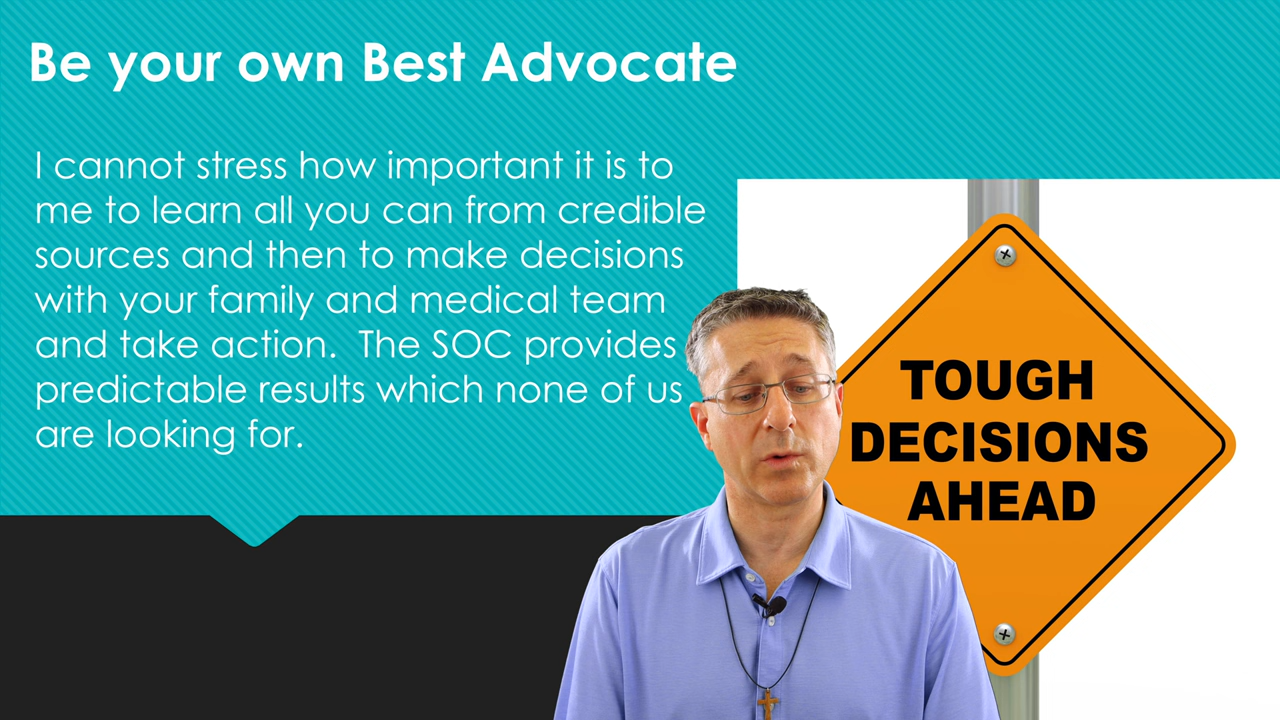 Be your own Best Advocate
I cannot stress how important it is to
me to learn all you can from credible
sources and then to make decisions
with your family and medical team
and take action.  The SOC provides
predictable results which none of us
are looking for.
TOUGH
DECISIONS
AHEAD